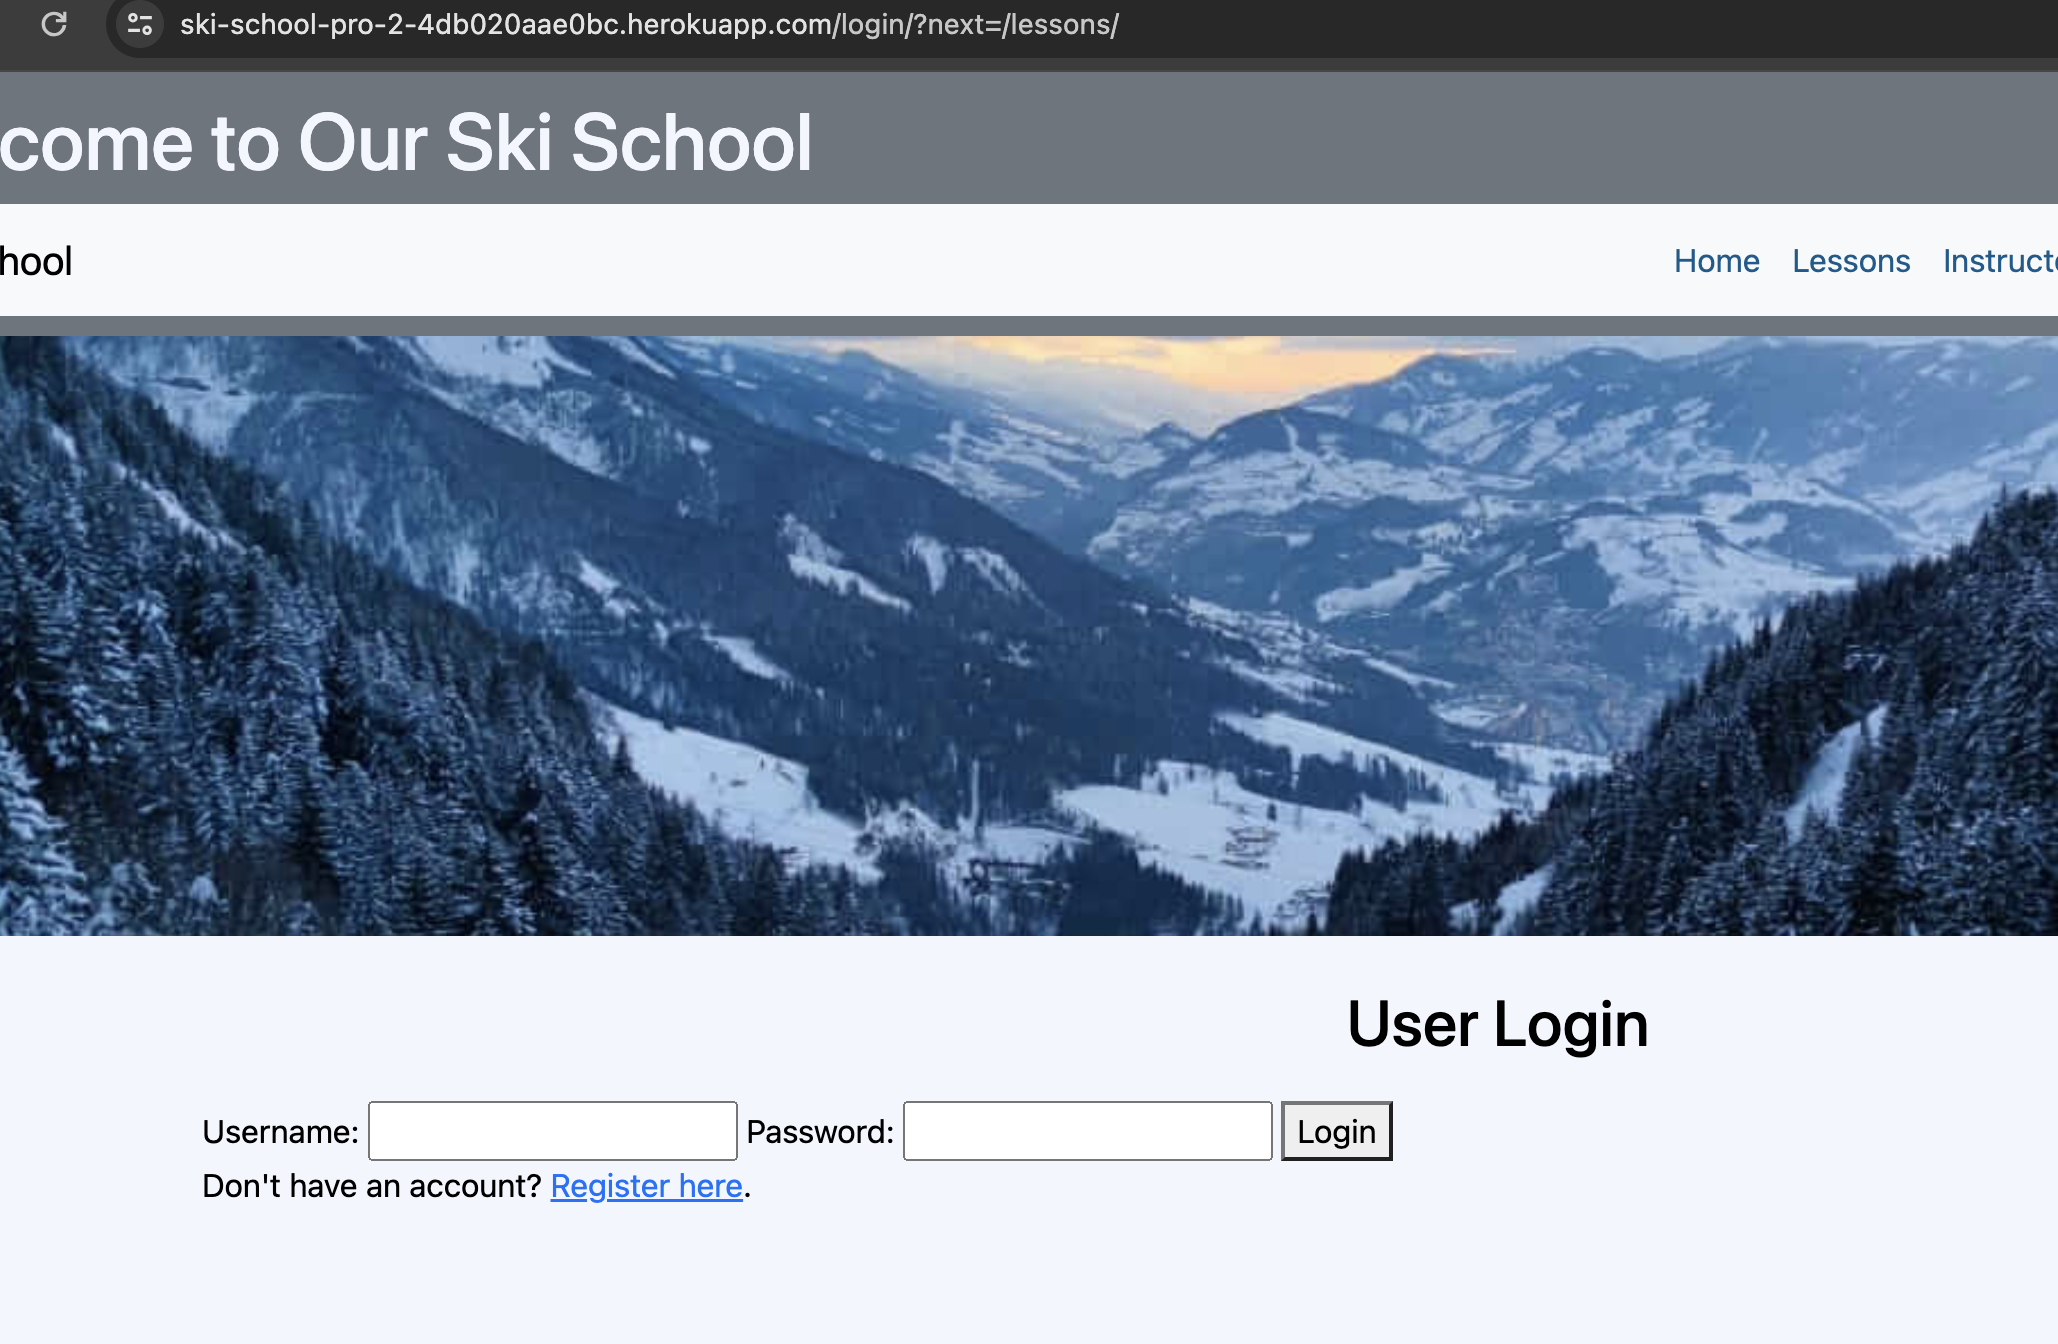 ski-school-pro-2-4db020aae0bc.herokuapp.com/login/?next=/lessons/
come to Our Ski School
hool Home Lessons Instructo
User Login
Username: Password: Login
Don't have an account? Register here.